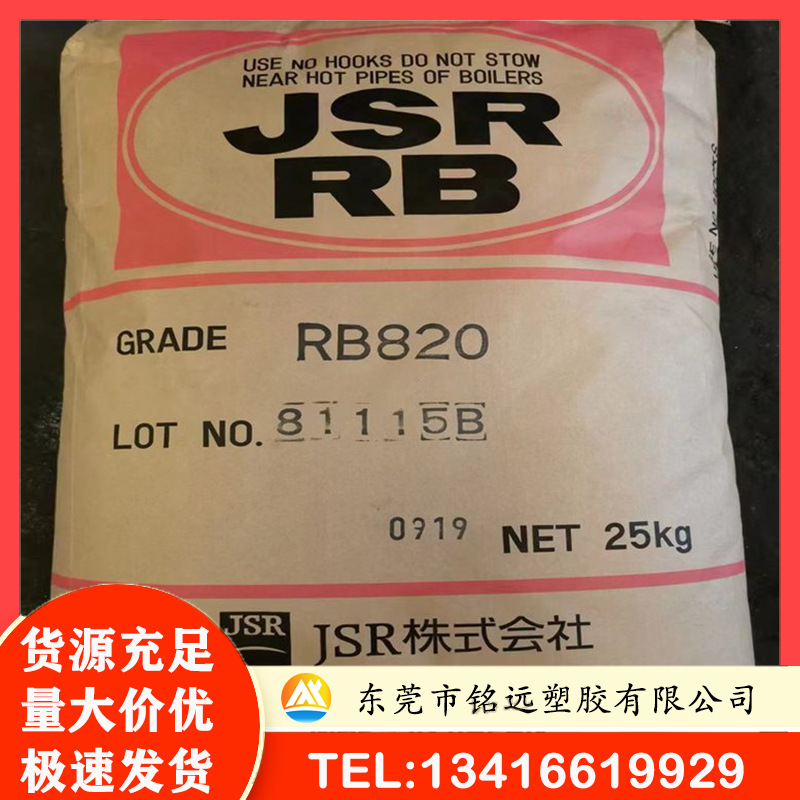 USE NO HOOKS DO NOT STOW
NEAR HOT PIPES OF BOILERS
JSR
RB
GRADE RB820
LOT NO. 81115B
0919 NET 25kg
JSR JSR株式会社
货源充足
量大价优
极速发货
东莞市铭远塑胶有限公司
TEL:13416619929